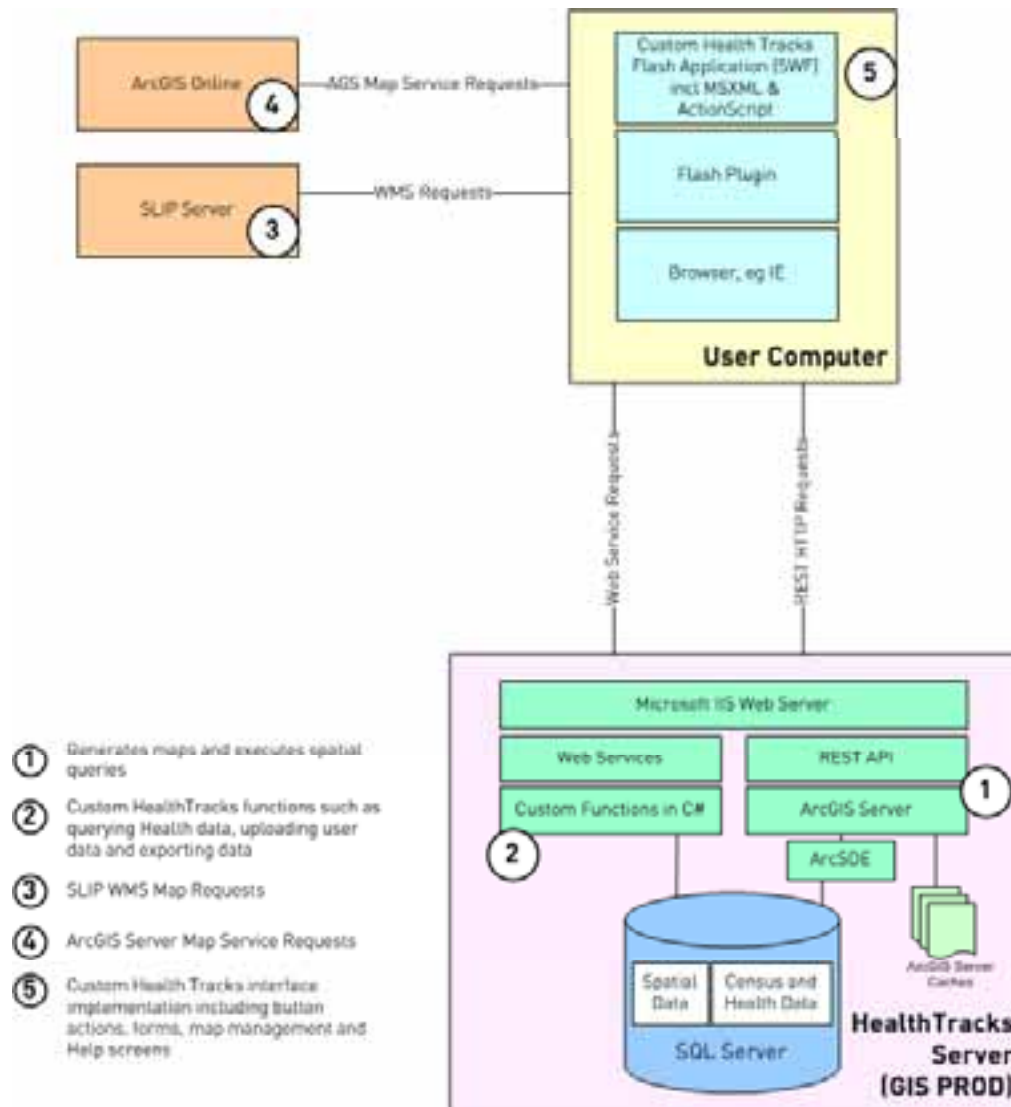 ArcGIS Online
4
AGS Map Service Requests
Custom Health Tracks
Flash Application (SWF)
incl MSXML &
ActionScript
5
SLIP Server
3
WMS Requests
Flash Plugin
Browser, eg IE
User Computer
Web Service Requests
REST HTTP Requests
Microsoft IIS Web Server
Web Services
REST API
Custom Functions in C#
ArcGIS Server
1
2
ArcSDE
Spatial
Data
Census and
Health Data
SQL Server
ArcGIS Server
Caches
HealthTracks
Server
(GIS PROD)
1 Generates maps and executes spatial
queries
2 Custom HealthTracks functions such as
querying Health data, uploading user
data and exporting data
3 SLIP WMS Map Requests
4 ArcGIS Server Map Service Requests
5 Custom Health Tracks interface
implementation including button
actions, forms, map management and
Help screens